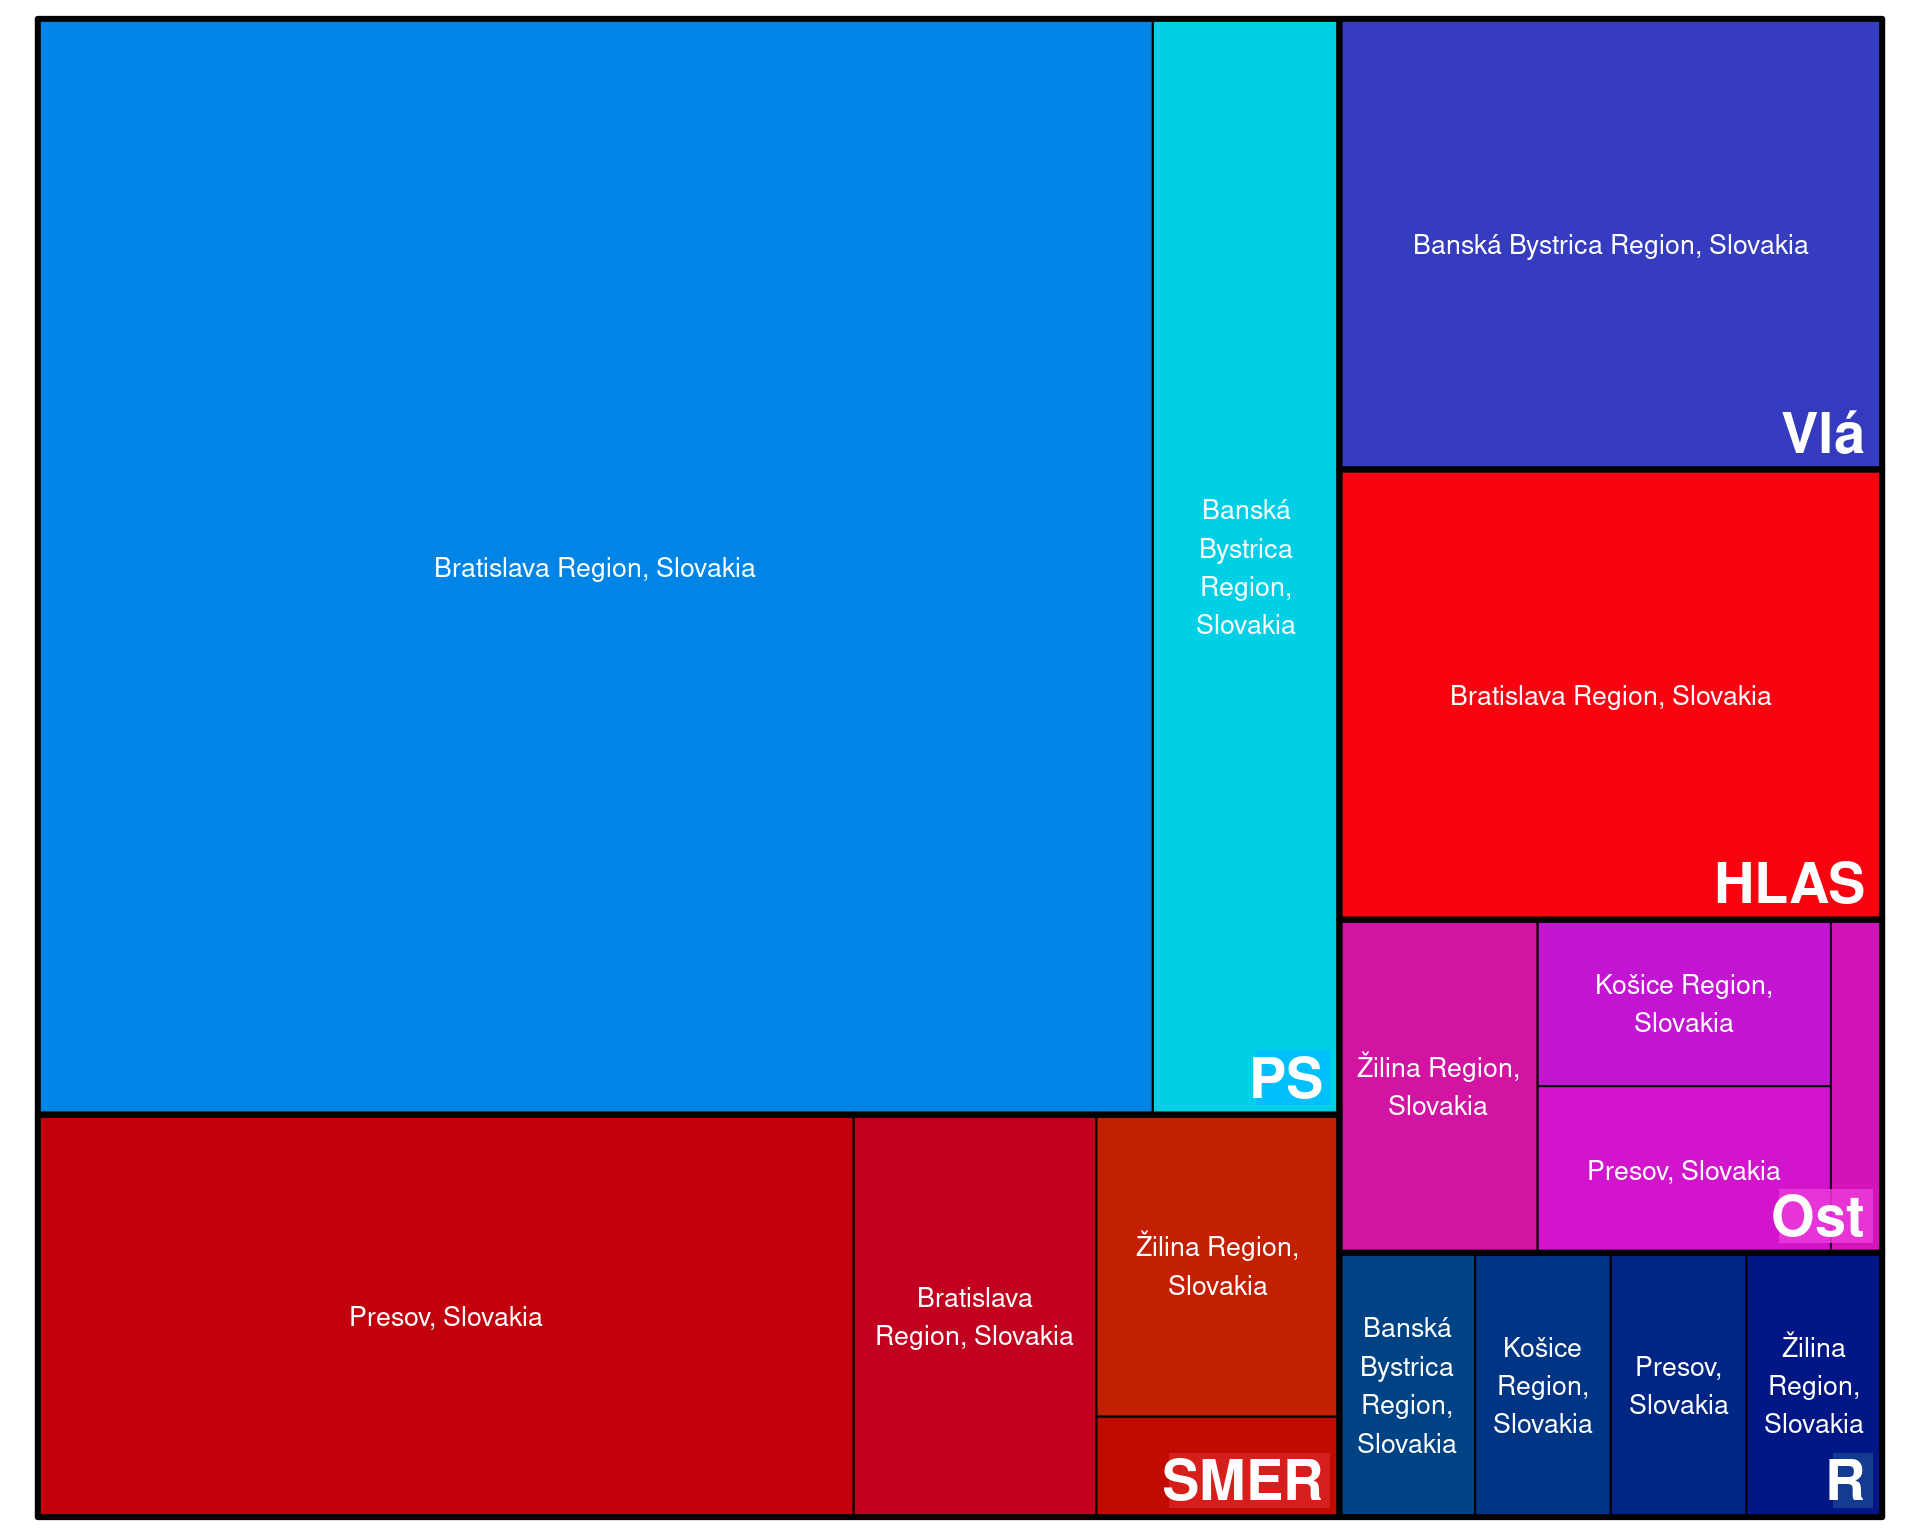 Bratislava Region, Slovakia
Banská
Bystrica
Region,
Slovakia
PS
Presov, Slovakia
Bratislava
Region, Slovakia
Žilina Region,
Slovakia
SMER
Banská Bystrica Region, Slovakia
Vlá
Bratislava Region, Slovakia
HLAS
Žilina Region,
Slovakia
Košice Region,
Slovakia
Presov, Slovakia
Ost
Banská
Bystrica
Region,
Slovakia
Košice
Region,
Slovakia
Presov,
Slovakia
Žilina
Region,
Slovakia
R